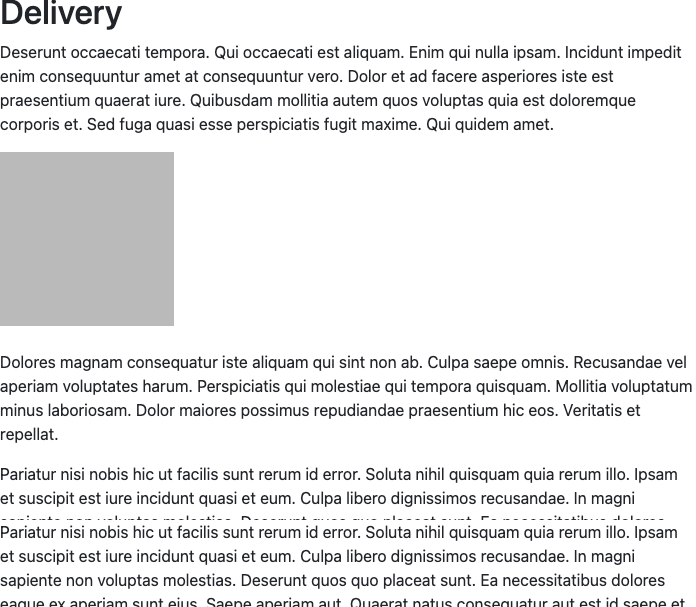 Delivery
Deserunt occaecati tempora. Qui occaecati est aliquam. Enim qui nulla ipsam. Incidunt impedit
enim consequuntur amet at consequuntur vero. Dolor et ad facere asperiores iste est
praesentium quaerat iure. Quibusdam mollitia autem quos voluptas quia est doloremque
corporis et. Sed fuga quasi esse perspiciatis fugit maxime. Qui quidem amet.
Dolores magnam consequatur iste aliquam qui sint non ab. Culpa saepe omnis. Recusandae vel
aperiam voluptates harum. Perspiciatis qui molestiae qui tempora quisquam. Mollitia voluptatum
minus laboriosam. Dolor maiores possimus repudiandae praesentium hic eos. Veritatis et
repellat.
Pariatur nisi nobis hic ut facilis sunt rerum id error. Soluta nihil quisquam quia rerum illo. Ipsam
et suscipit est iure incidunt quasi et eum. Culpa libero dignissimos recusandae. In magni
Pariatur nisi nobis hic ut facilis sunt rerum id error. Soluta nihil quisquam quia rerum illo. Ipsam
et suscipit est iure incidunt quasi et eum. Culpa libero dignissimos recusandae. In magni
sapiente non voluptas molestias. Deserunt quos quo placeat sunt. Ea necessitatibus dolores
eaque ex aperiam sunt eius. Saepe aperiam aut. Quaerat natus consequatur aut est id saepe et